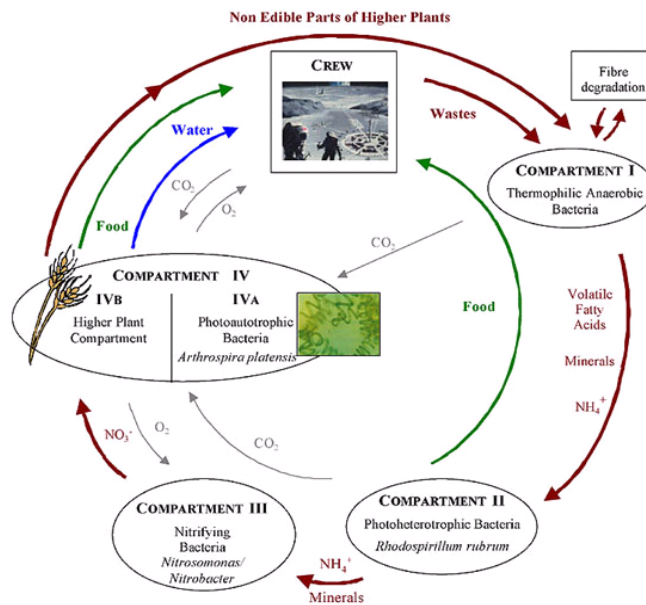 Non Edible Parts of Higher Plants
CREW
Fibre
degradation
Wastes
Water
COMPARTMENT I
Thermophilic Anaerobic
Bacteria
CO2
O2
Food
CO2
COMPARTMENT IV
IVB
Higher Plant
Compartment
IVA
Photoautotrophic
Bacteria
Arthrospira platensis
Food
Volatile
Fatty
Acids
Minerals
NH4+
NO3-
O2
CO2
COMPARTMENT III
Nitrifying
Bacteria
Nitrosomonas/
Nitrobacter
COMPARTMENT II
Photoheterotrophic Bacteria
Rhodospirillum rubrum
NH4+
Minerals